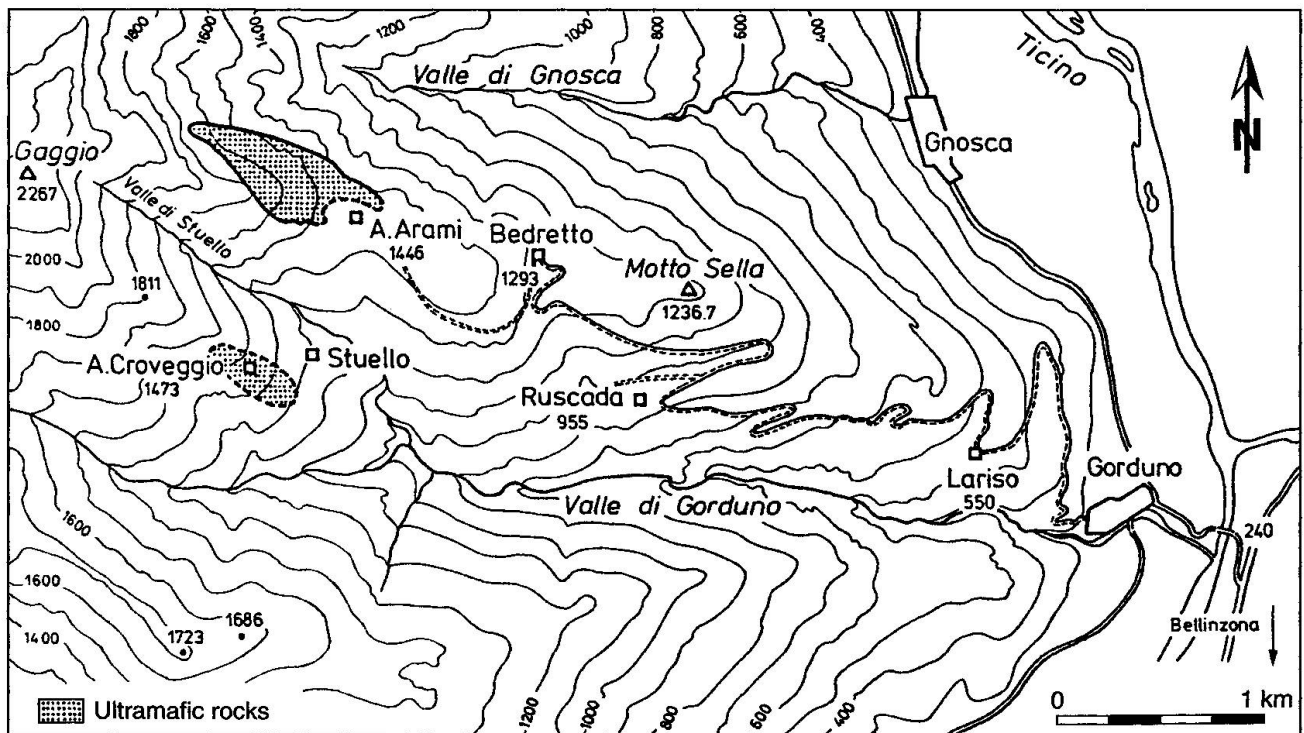 1800
1600
1400
1200
1000
800
600
400
Ticino
Valle di Gnosca
N
Gnosca
Gaggio
2267
Valle di Stuello
A.Arami
1446
Bedretto
1293
Motto Sella
1236.7
2000
1811
1800
A.Croveggio
1473
Stuello
Ruscada
955
Lariso
550
Gorduno
Valle di Gorduno
240
1600
1600
1400
1723
1686
Bellinzona
1200
1000
800
600
400
Ultramafic rocks
0 1 km